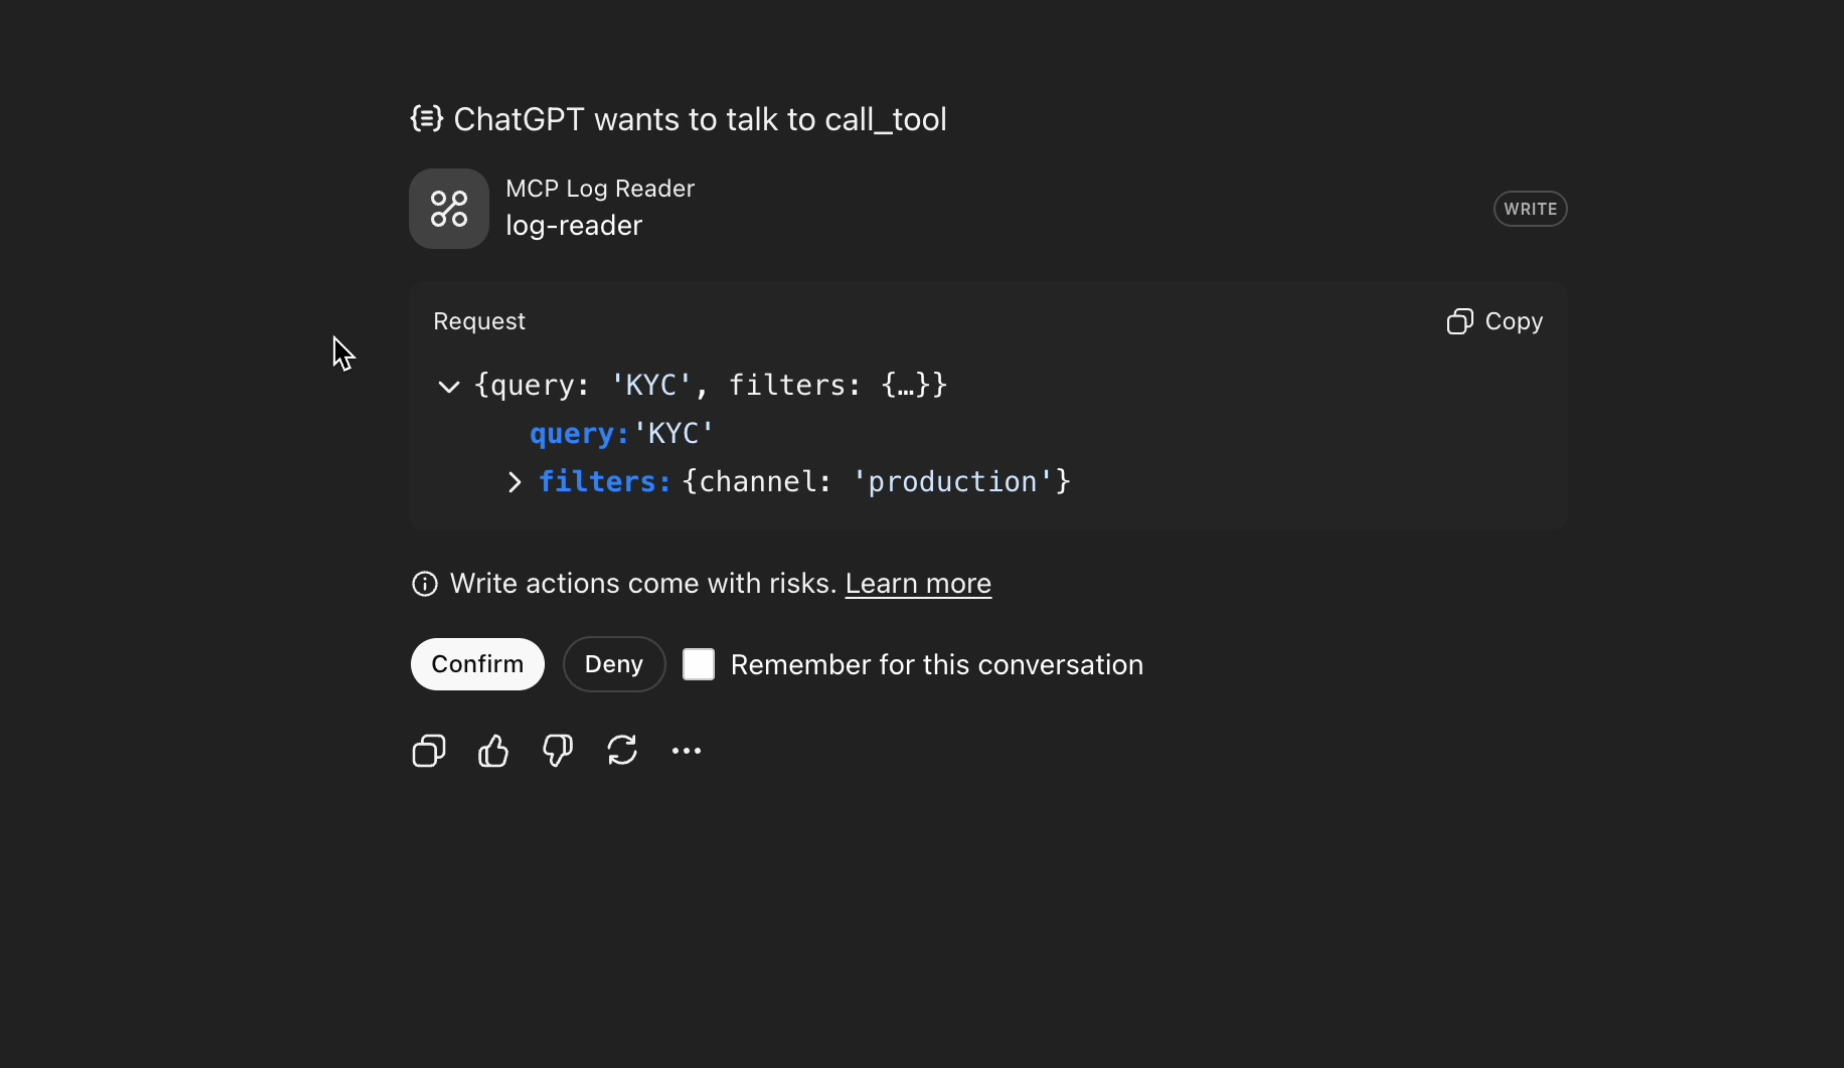 ChatGPT wants to talk to call_tool
MCP Log Reader
log-reader
WRITE
Request
Copy
{query: 'KYC', filters: {…}}
query:'KYC'
filters: {channel: 'production'}
Write actions come with risks. Learn more
Confirm
Deny
Remember for this conversation